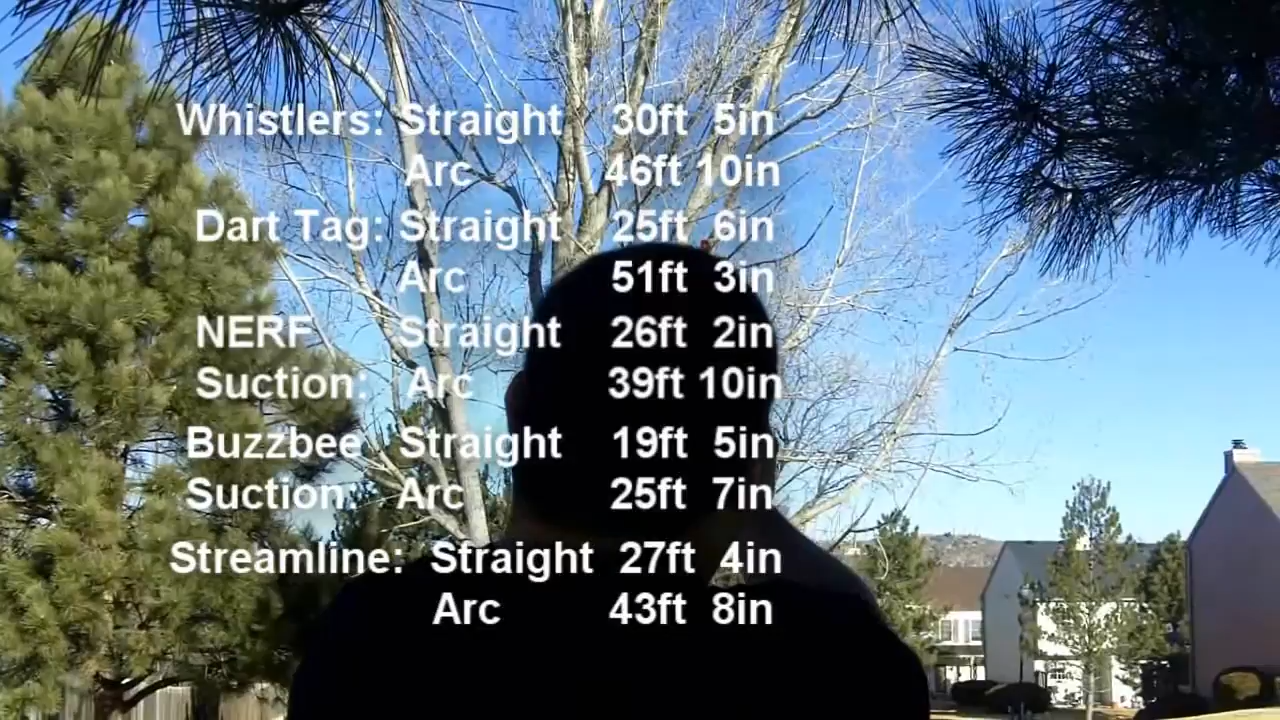 Whistlers: Straight 30ft 5in
Arc 46ft 10in
Dart Tag: Straight 25ft 6in
Arc 51ft 3in
NERF Straight 26ft 2in
Suction: Arc 39ft 10in
Buzzbee Straight 19ft 5in
Suction: Arc 25ft 7in
Streamline: Straight 27ft 4in
Arc 43ft 8in